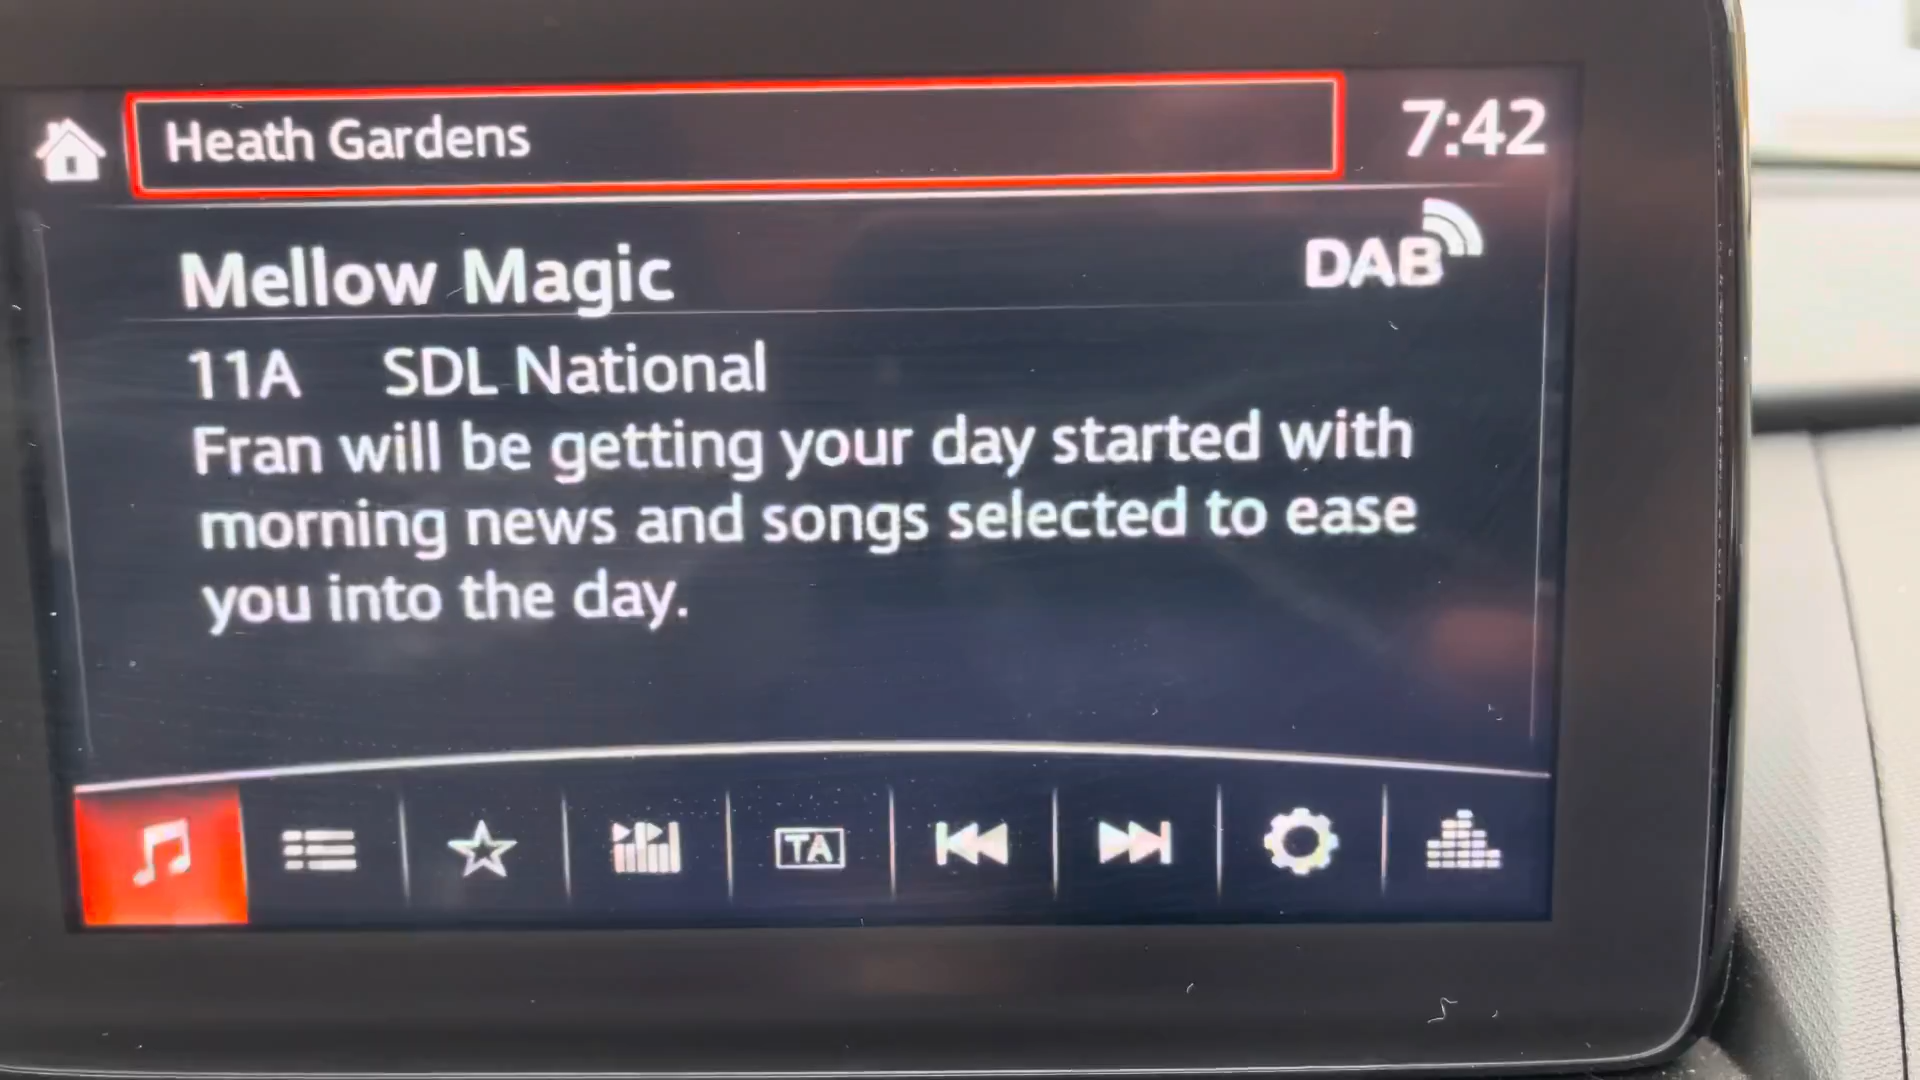 Heath Gardens
7:42
Mellow Magic
DAB
11A SDL National
Fran will be getting your day started with
morning news and songs selected to ease
you into the day.
TA